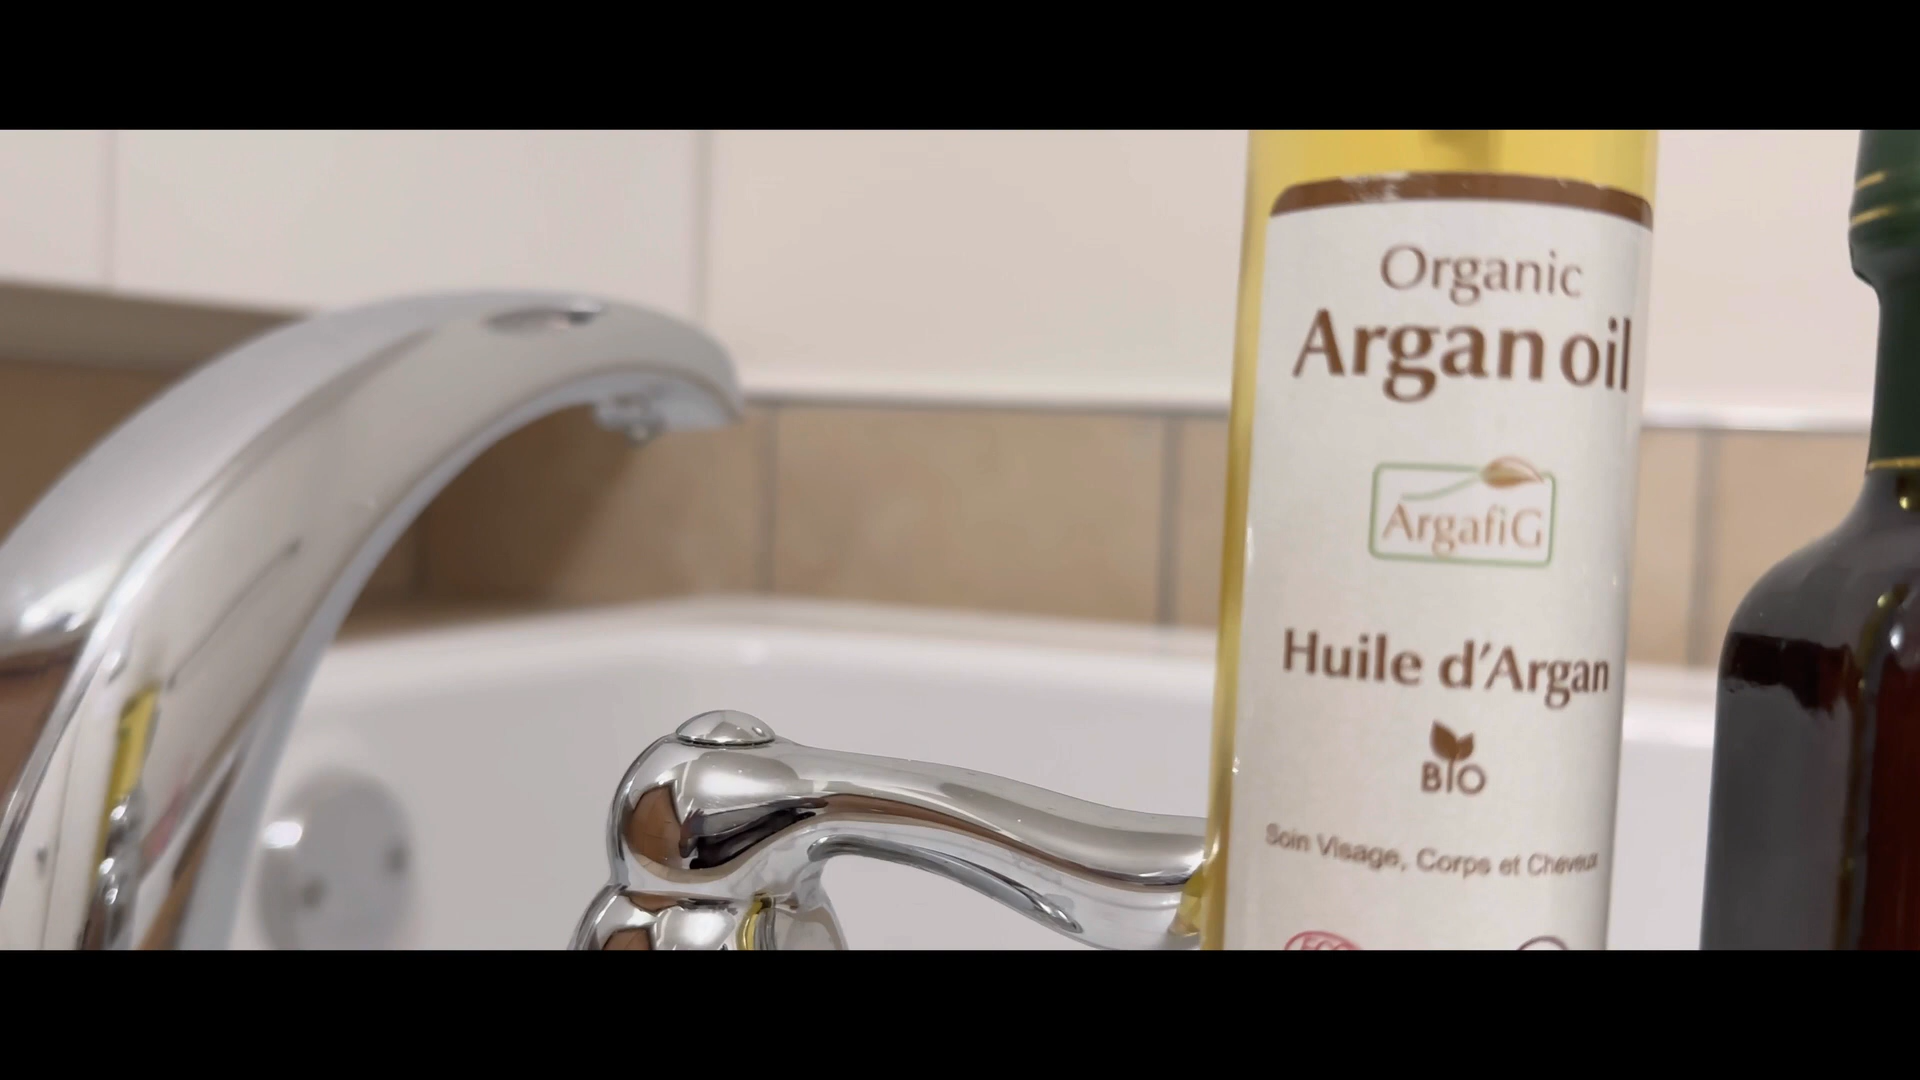 Organic
Argan oil
ArgafiG
Huile d'Argan
BIO
Soin Visage, Corps et Cheveux